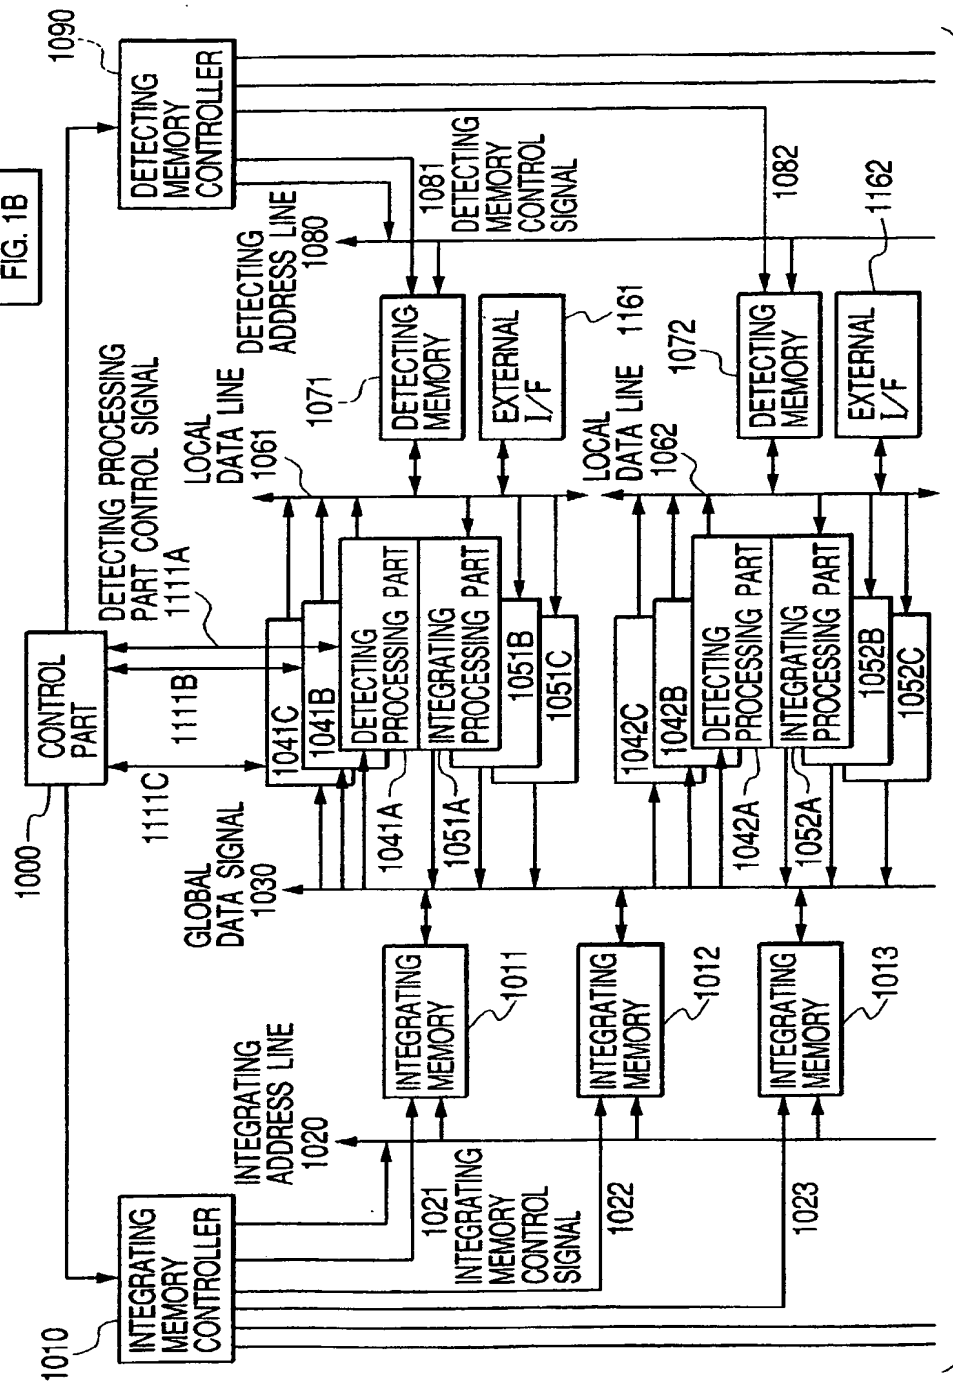 FIG. 1B
1000
CONTROL
PART
DETECTING PROCESSING
PART CONTROL SIGNAL
1111A
1111B
1111C
1010
INTEGRATING
MEMORY
CONTROLLER
1090
DETECTING
MEMORY
CONTROLLER
INTEGRATING
ADDRESS LINE
1020
GLOBAL
DATA SIGNAL
1030
LOCAL
DATA LINE
1061
DETECTING
ADDRESS LINE
1080
1021
INTEGRATING
MEMORY
CONTROL
SIGNAL
1022
1023
INTEGRATING
MEMORY
1011
INTEGRATING
MEMORY
1012
INTEGRATING
MEMORY
1013
1041C
1041B
DETECTING
PROCESSING PART
INTEGRATING
PROCESSING PART
1041A
1051A
1051B
1051C
1071
DETECTING
MEMORY
EXTERNAL
I/F
1161
1081
DETECTING
MEMORY
CONTROL
SIGNAL
LOCAL
DATA LINE
1062
1042C
1042B
DETECTING
PROCESSING PART
INTEGRATING
PROCESSING PART
1042A
1052A
1052B
1052C
1072
DETECTING
MEMORY
EXTERNAL
I/F
1082
1162